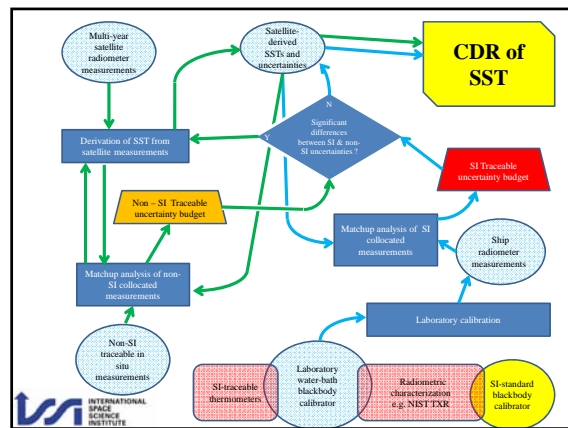 Multi-year
satellite
radiometer
measurements
Satellite-
derived
SSTs and
uncertainties
CDR of
SST
N
Significant
differences
between SI & non-
SI uncertainties ?
Y
Derivation of SST from
satellite measurements
SI Traceable
uncertainty budget
Non – SI Traceable
uncertainty budget
Matchup analysis of SI
collocated measurements
Ship
radiometer
measurements
Matchup analysis of non-
SI collocated
measurements
Laboratory calibration
Non-SI
traceable in
situ
measurements
SI-traceable
thermometers
Laboratory
water-bath
blackbody
calibrator
Radiometric
characterization
e.g. NIST TXR
SI-standard
blackbody
calibrator
ISSI
INTERNATIONAL
SPACE
SCIENCE
INSTITUTE